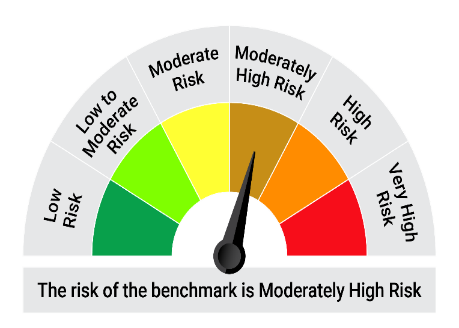 Low
Risk
Low to
Moderate
Risk
Moderate
Risk
Moderately
High Risk
High
Risk
Very High
Risk
The risk of the benchmark is Moderately High Risk